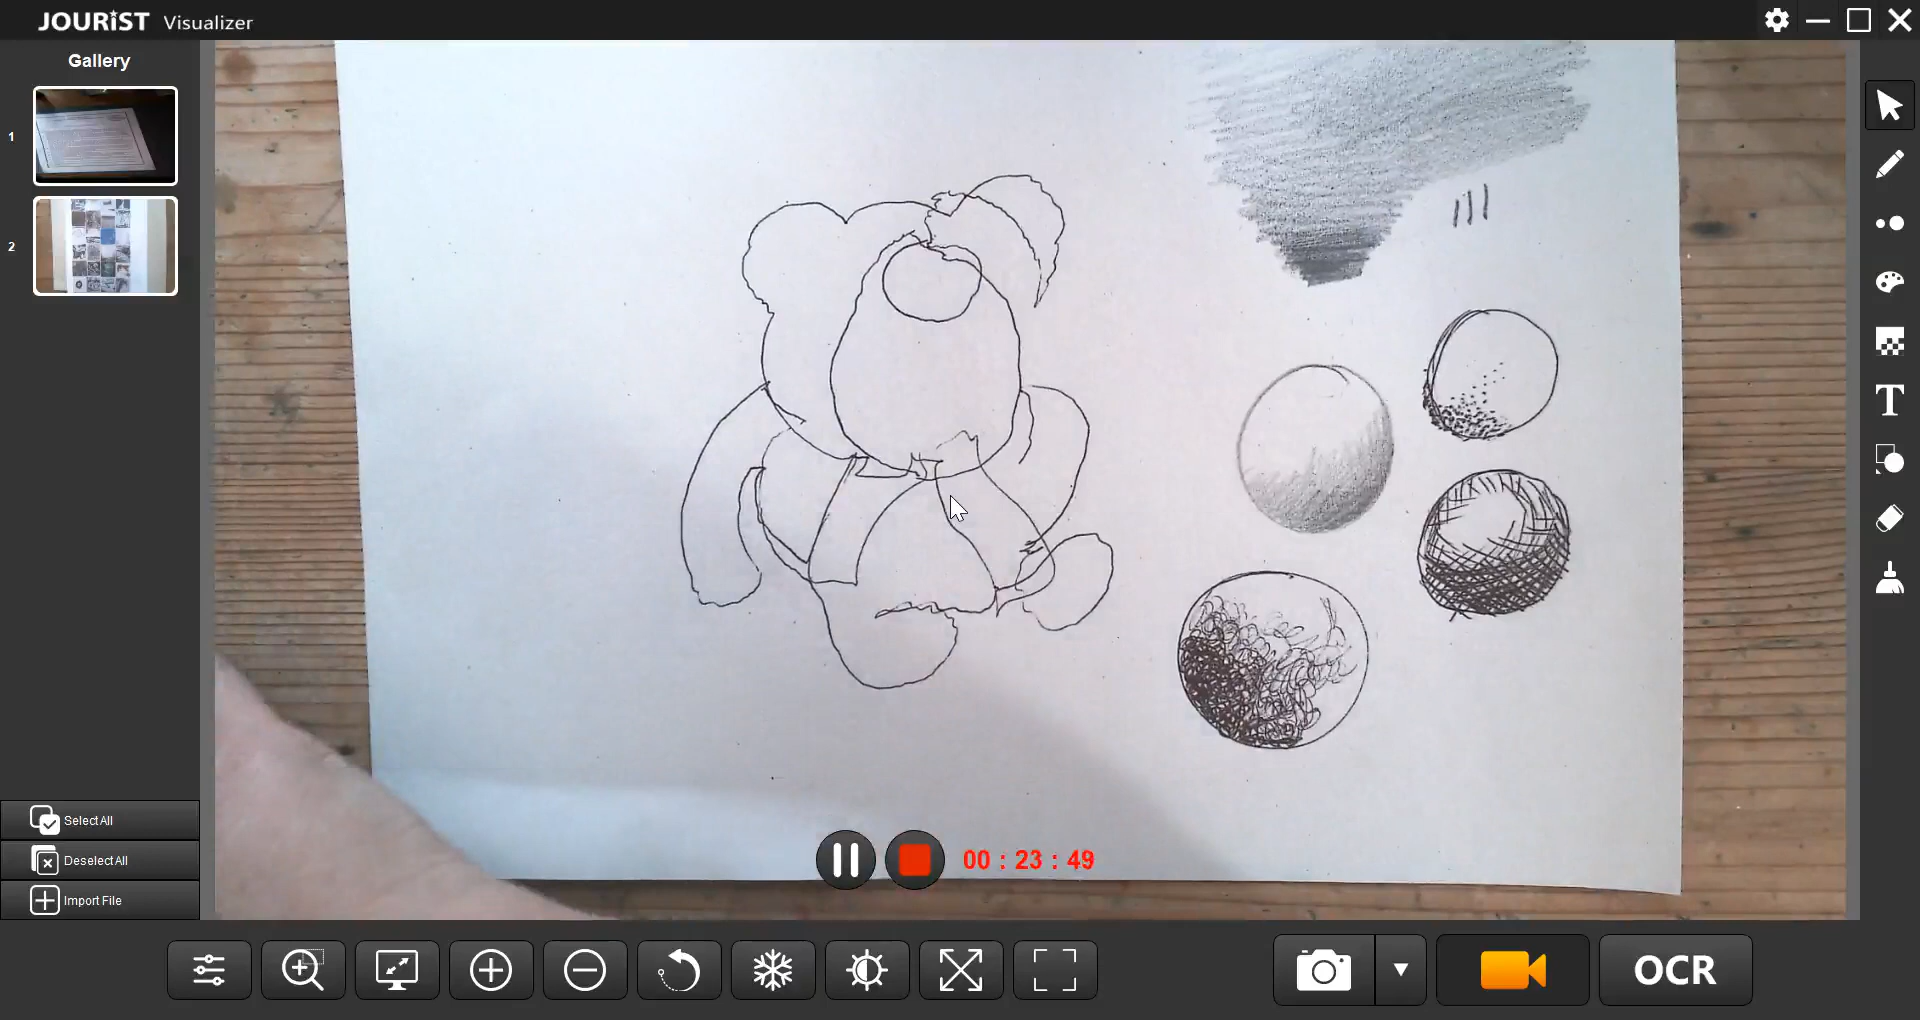 JOURIST Visualizer
Gallery
1
2
Select All
Deselect All
Import File
00 : 23 : 49
T
OCR